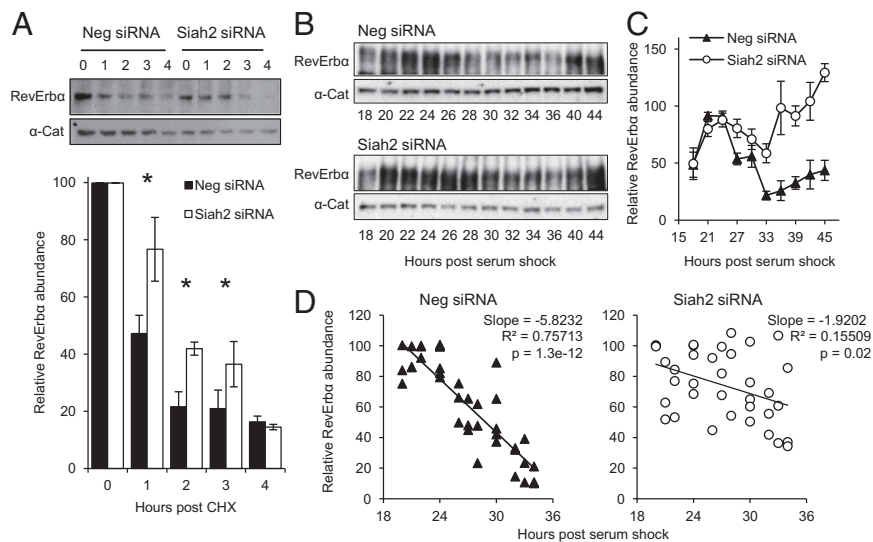 A
Neg siRNA Siah2 siRNA
0 1 2 3 4 0 1 2 3 4
RevErbα
α-Cat
Relative RevErbα abundance
100
80
60
40
20
0
*
*
*
Neg siRNA
Siah2 siRNA
0 1 2 3 4
Hours post CHX
B
Neg siRNA
RevErbα
α-Cat
18 20 22 24 26 28 30 32 34 36 40 44
Siah2 siRNA
RevErbα
α-Cat
18 20 22 24 26 28 30 32 34 36 40 44
Hours post serum shock
C
Neg siRNA
Siah2 siRNA
Relative RevErbα abundance
150
100
50
0
15 21 27 33 39 45
Hours post serum shock
D
Neg siRNA
Slope = -5.8232
R² = 0.75713
p = 1.3e-12
Relative RevErbα abundance
120
100
80
60
40
20
0
18 24 30 36
Siah2 siRNA
Slope = -1.9202
R² = 0.15509
p = 0.02
120
100
80
60
40
20
0
18 24 30 36
Hours post serum shock